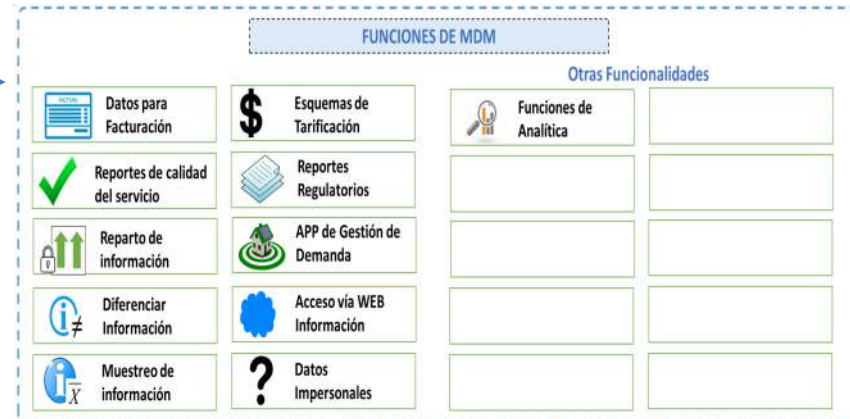 FUNCIONES DE MDM
Otras Funcionalidades
FACTURA
Datos para
Facturación
Esquemas de
Tarificación
Funciones de
Analítica
Reportes de calidad
del servicio
Reportes
Regulatorios
Reparto de
información
APP de Gestión de
Demanda
Diferenciar
Información
Acceso vía WEB
Información
Muestreo de
información
Datos
Impersonales